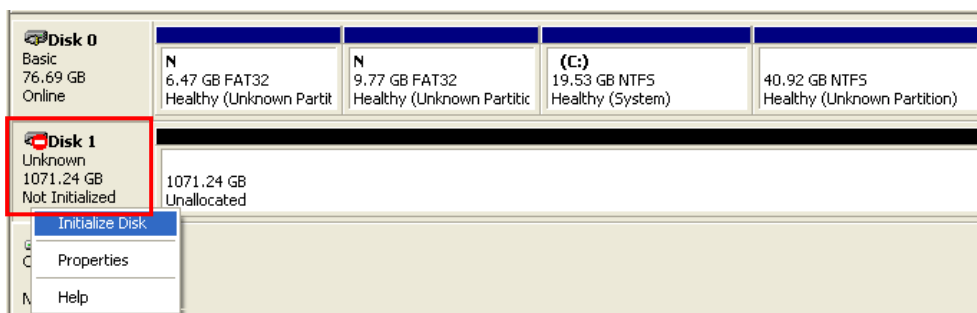 Disk 0
Basic
76.69 GB
Online
N
6.47 GB FAT32
Healthy (Unknown Partit
N
9.77 GB FAT32
Healthy (Unknown Partitic
(C:)
19.53 GB NTFS
Healthy (System)
40.92 GB NTFS
Healthy (Unknown Partition)
Disk 1
Unknown
1071.24 GB
Not Initialized
1071.24 GB
Unallocated
Initialize Disk
Properties
Help